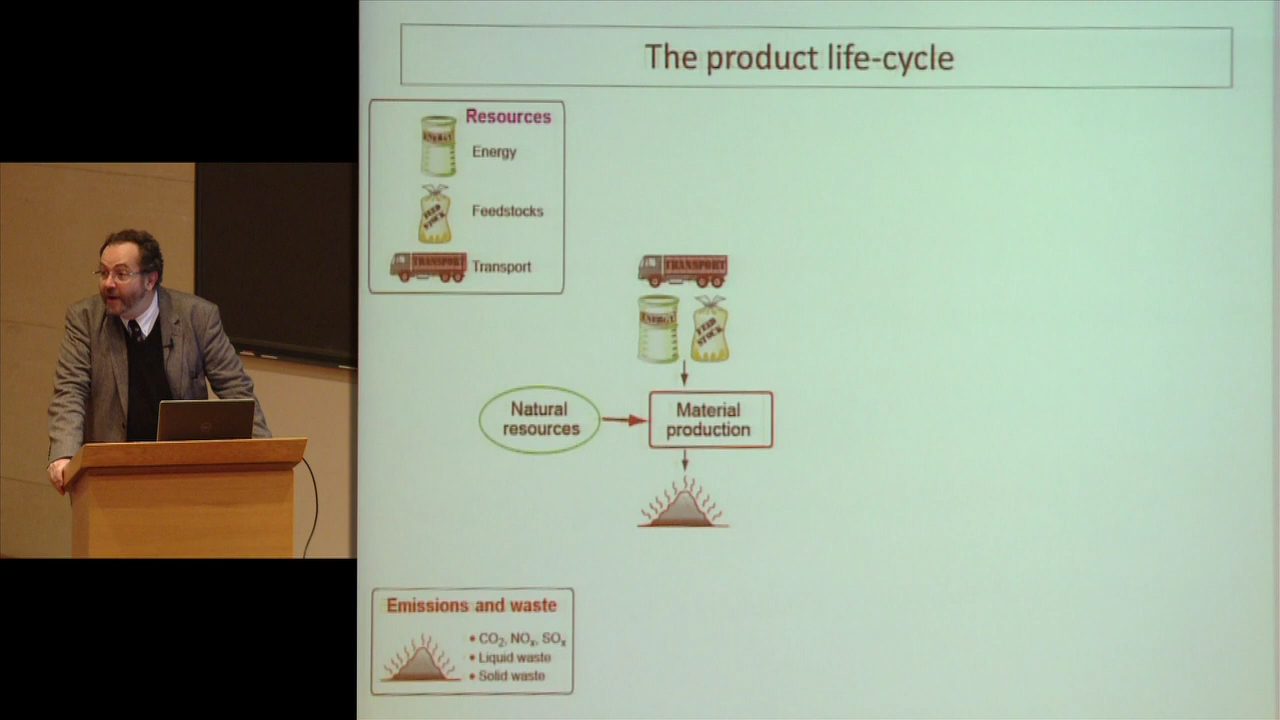 The product life-cycle
Resources
ENERGY
Energy
FEED
STOCK
Feedstocks
TRANSPORT
Transport
TRANSPORT
ENERGY
FEED
STOCK
Natural
resources
Material
production
Emissions and waste
• CO₂, NOₓ, SOₓ
• Liquid waste
• Solid waste